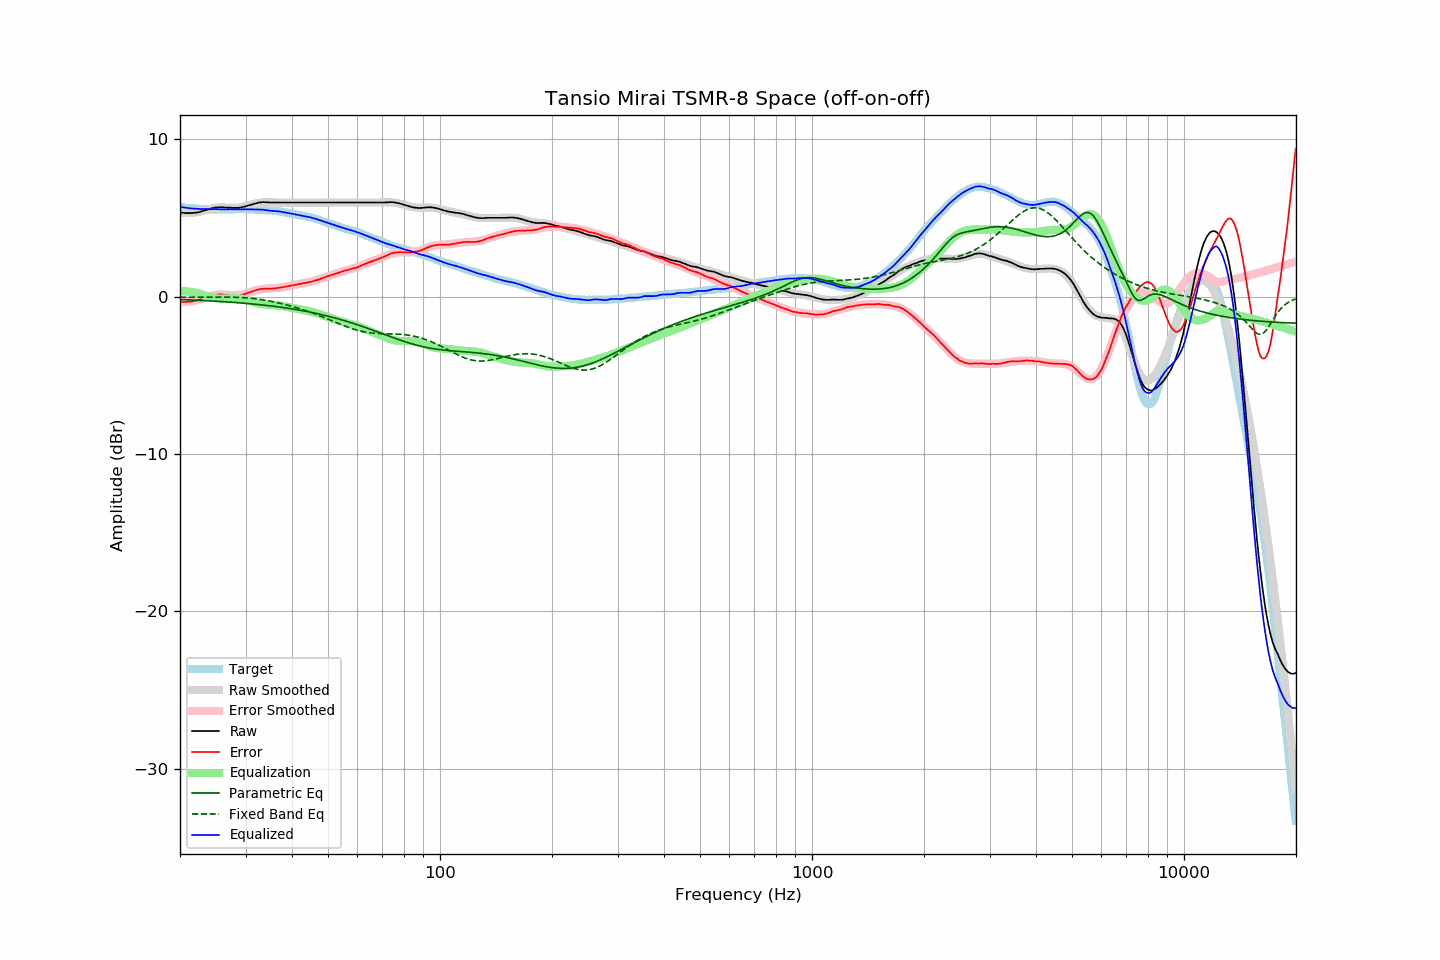 Tansio Mirai TSMR-8 Space (off-on-off)
10
0
−10
−20
−30
Amplitude (dBr)
Target
Raw Smoothed
Error Smoothed
Raw
Error
Equalization
Parametric Eq
Fixed Band Eq
Equalized
100
1000
10000
Frequency (Hz)